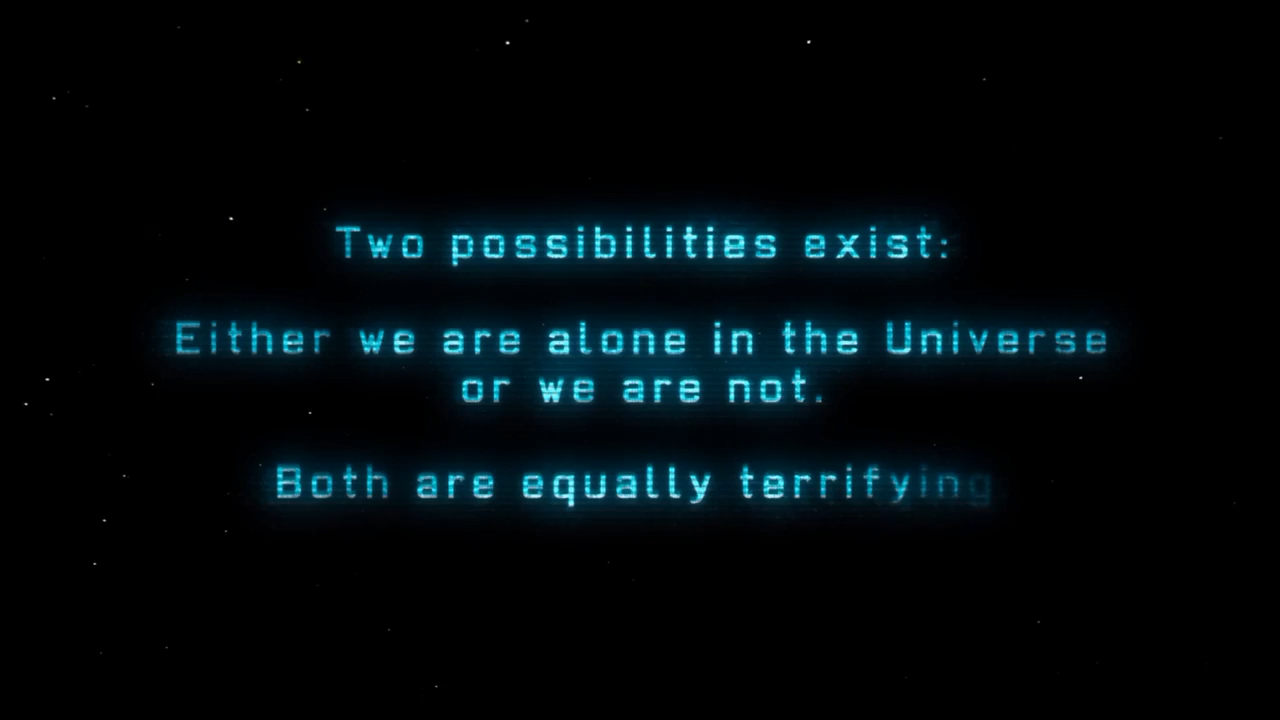 Two possibilities exist:
Either we are alone in the Universe
or we are not.
Both are equally terrifying